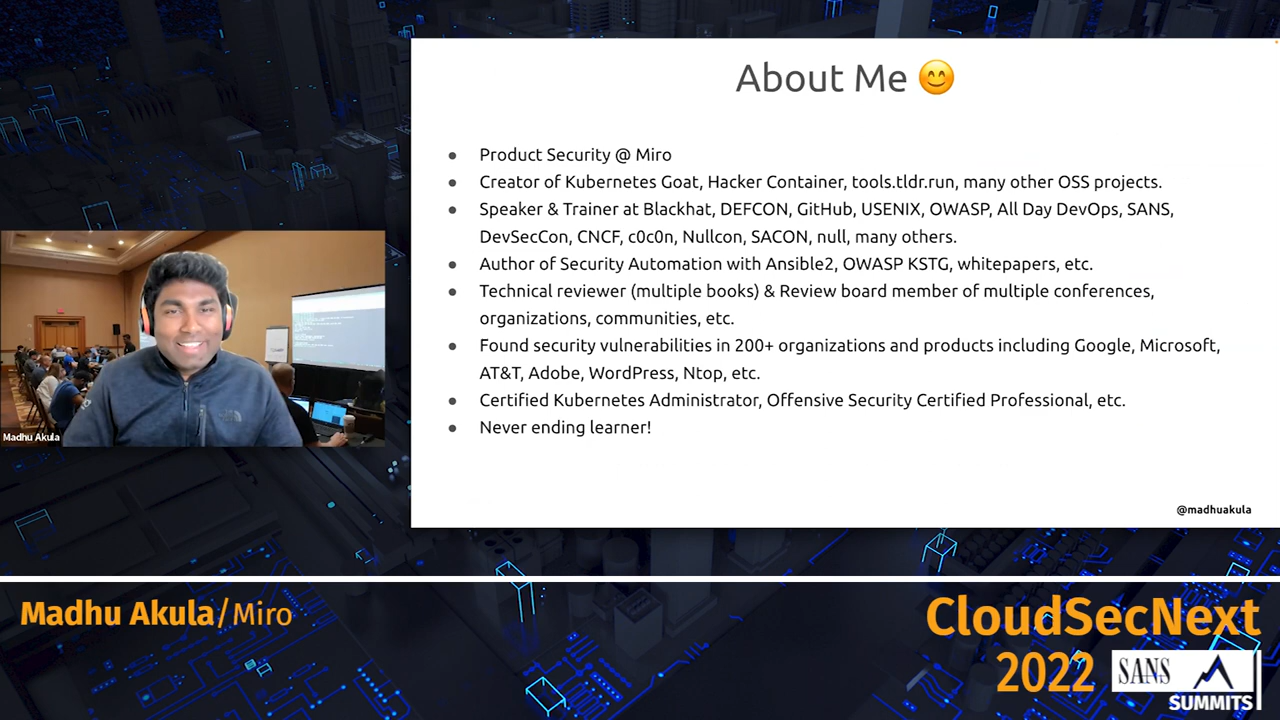 About Me 😊
● Product Security @ Miro
● Creator of Kubernetes Goat, Hacker Container, tools.tldr.run, many other OSS projects.
● Speaker & Trainer at Blackhat, DEFCON, GitHub, USENIX, OWASP, All Day DevOps, SANS,
DevSecCon, CNCF, c0c0n, Nullcon, SACON, null, many others.
● Author of Security Automation with Ansible2, OWASP KSTG, whitepapers, etc.
● Technical reviewer (multiple books) & Review board member of multiple conferences,
organizations, communities, etc.
● Found security vulnerabilities in 200+ organizations and products including Google, Microsoft,
AT&T, Adobe, WordPress, Ntop, etc.
● Certified Kubernetes Administrator, Offensive Security Certified Professional, etc.
● Never ending learner!
@madhuakula
Madhu Akula
Madhu Akula/Miro
CloudSecNext
2022
SANS
SUMMITS